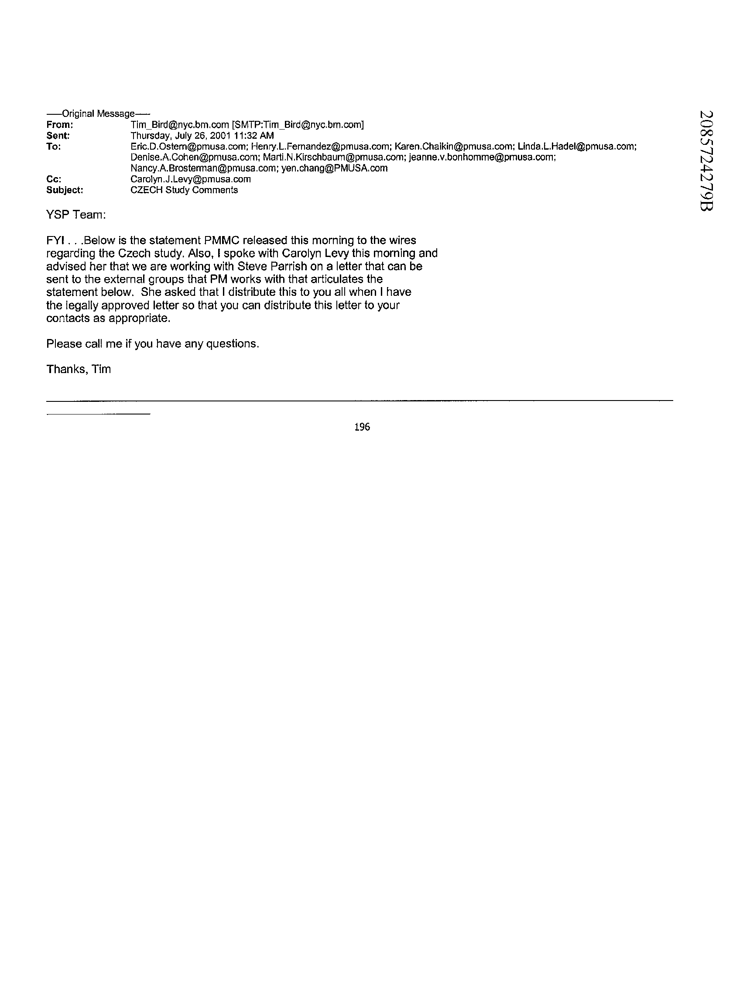 -----Original Message-----
From: Tim_Bird@nyc.bm.com [SMTP:Tim_Bird@nyc.bm.com]
Sent: Thursday, July 26, 2001 11:32 AM
To: Eric.D.Ostern@pmusa.com; Henry.L.Fernandez@pmusa.com; Karen.Chaikin@pmusa.com; Linda.L.Hadel@pmusa.com;
Denise.A.Cohen@pmusa.com; Marti.N.Kirschbaum@pmusa.com; jeanne.v.bonhomme@pmusa.com;
Nancy.A.Brosterman@pmusa.com; yen.chang@PMUSA.com
Cc: Carolyn.J.Levy@pmusa.com
Subject: CZECH Study Comments
YSP Team:
FYI . . .Below is the statement PMMC released this morning to the wires
regarding the Czech study. Also, I spoke with Carolyn Levy this morning and
advised her that we are working with Steve Parrish on a letter that can be
sent to the external groups that PM works with that articulates the
statement below. She asked that I distribute this to you all when I have
the legally approved letter so that you can distribute this letter to your
contacts as appropriate.
Please call me if you have any questions.
Thanks, Tim
196
2085724279B